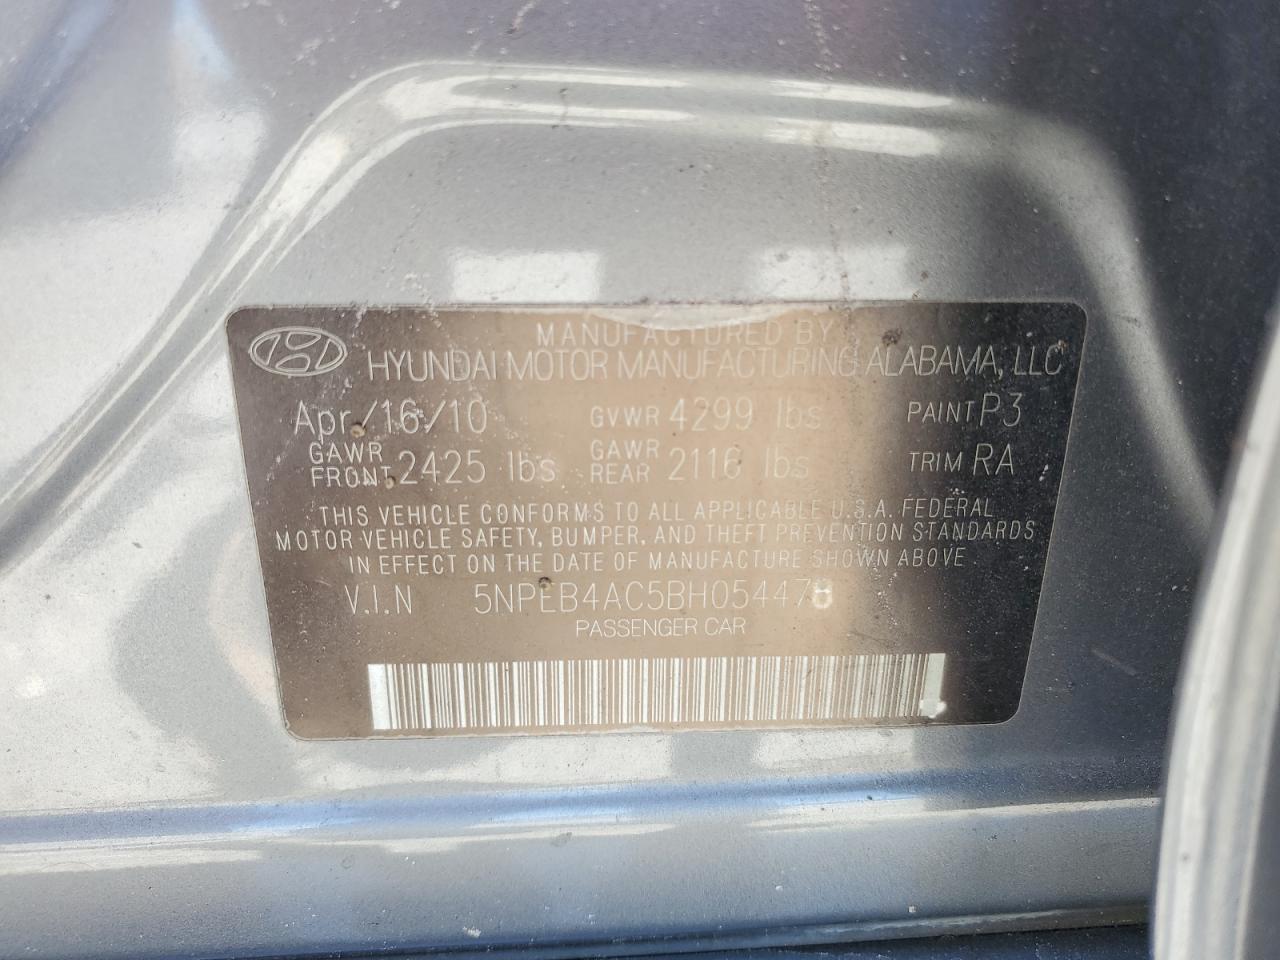 MANUFACTURED BY
HYUNDAI MOTOR MANUFACTURING ALABAMA, LLC
Apr/16/10 GVWR 4299 lbs PAINT P3
GAWR FRONT 2425 lbs GAWR REAR 2116 lbs TRIM RA
THIS VEHICLE CONFORMS TO ALL APPLICABLE U.S.A. FEDERAL
MOTOR VEHICLE SAFETY, BUMPER, AND THEFT PREVENTION STANDARDS
IN EFFECT ON THE DATE OF MANUFACTURE SHOWN ABOVE
V.I.N 5NPEB4AC5BH054478
PASSENGER CAR